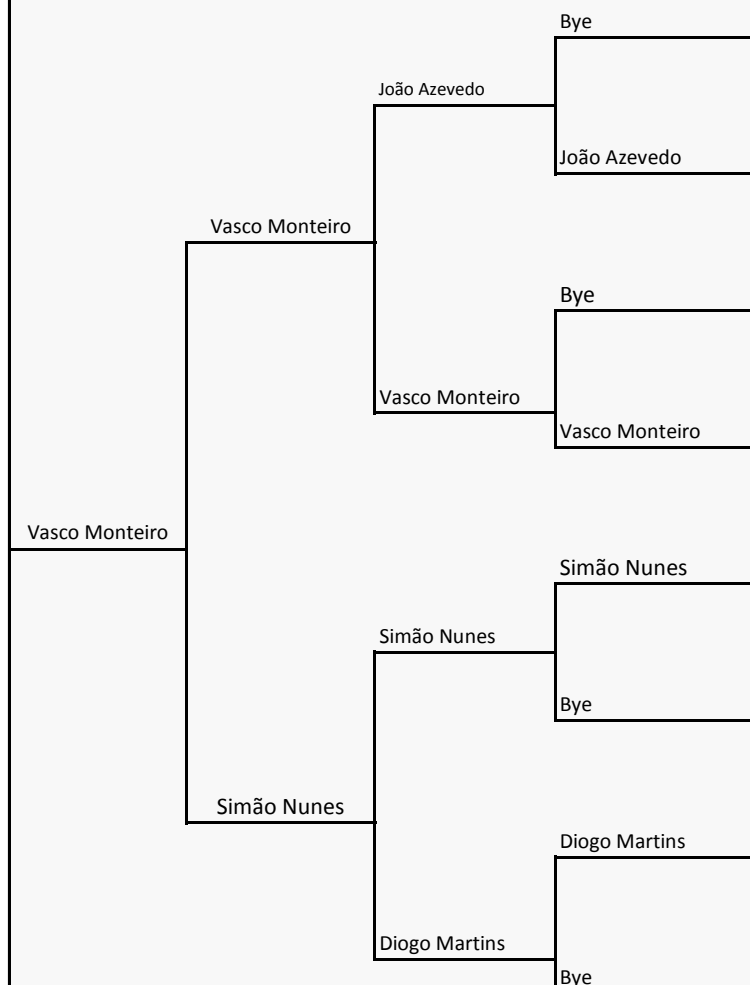 Bye
João Azevedo
João Azevedo
Vasco Monteiro
Bye
Vasco Monteiro
Vasco Monteiro
Vasco Monteiro
Simão Nunes
Simão Nunes
Bye
Simão Nunes
Diogo Martins
Diogo Martins
Bye